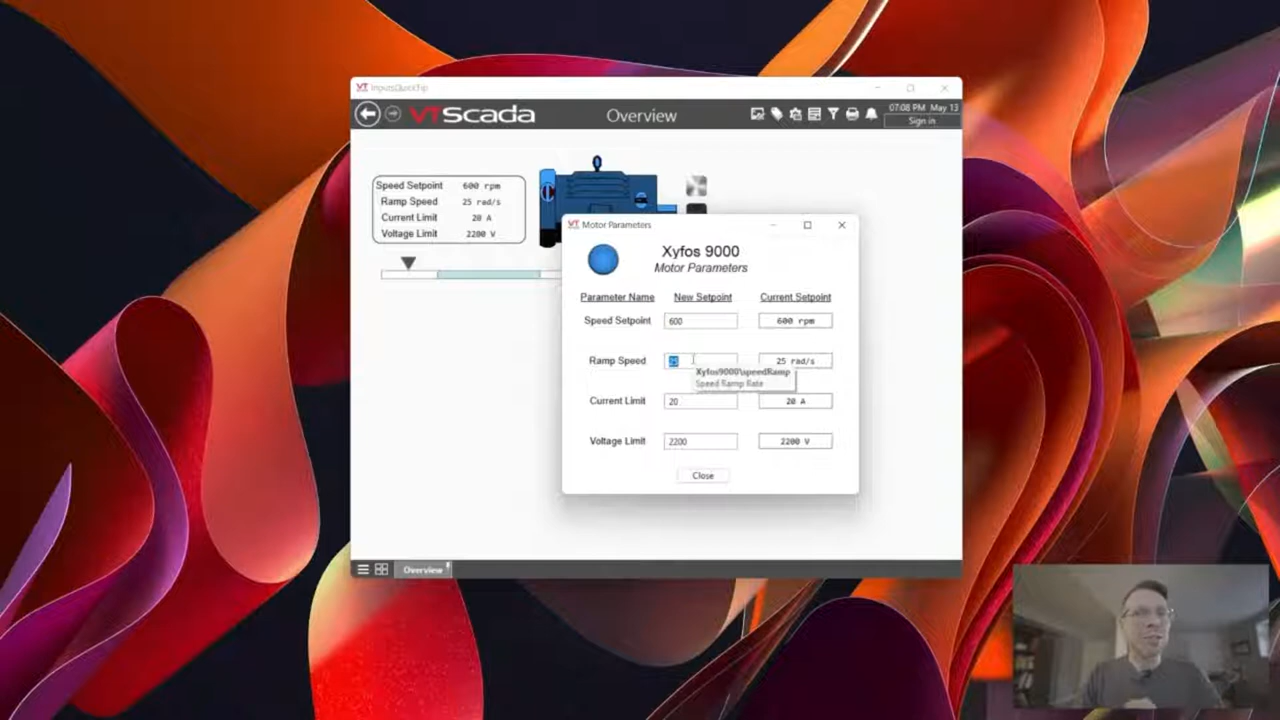 VTScada
Overview
07:08 PM May 13
Sign in
Speed Setpoint 600 rpm
Ramp Speed 25 rad/s
Current Limit 20 A
Voltage Limit 2200 V
VT Motor Parameters
Xyfos 9000
Motor Parameters
Parameter Name New Setpoint Current Setpoint
Speed Setpoint 600 600 rpm
Ramp Speed 25 25 rad/s
Xyfos9000\speedRamp
Speed Ramp Rate
Current Limit 20 20 A
Voltage Limit 2200 2200 V
Close
Overview